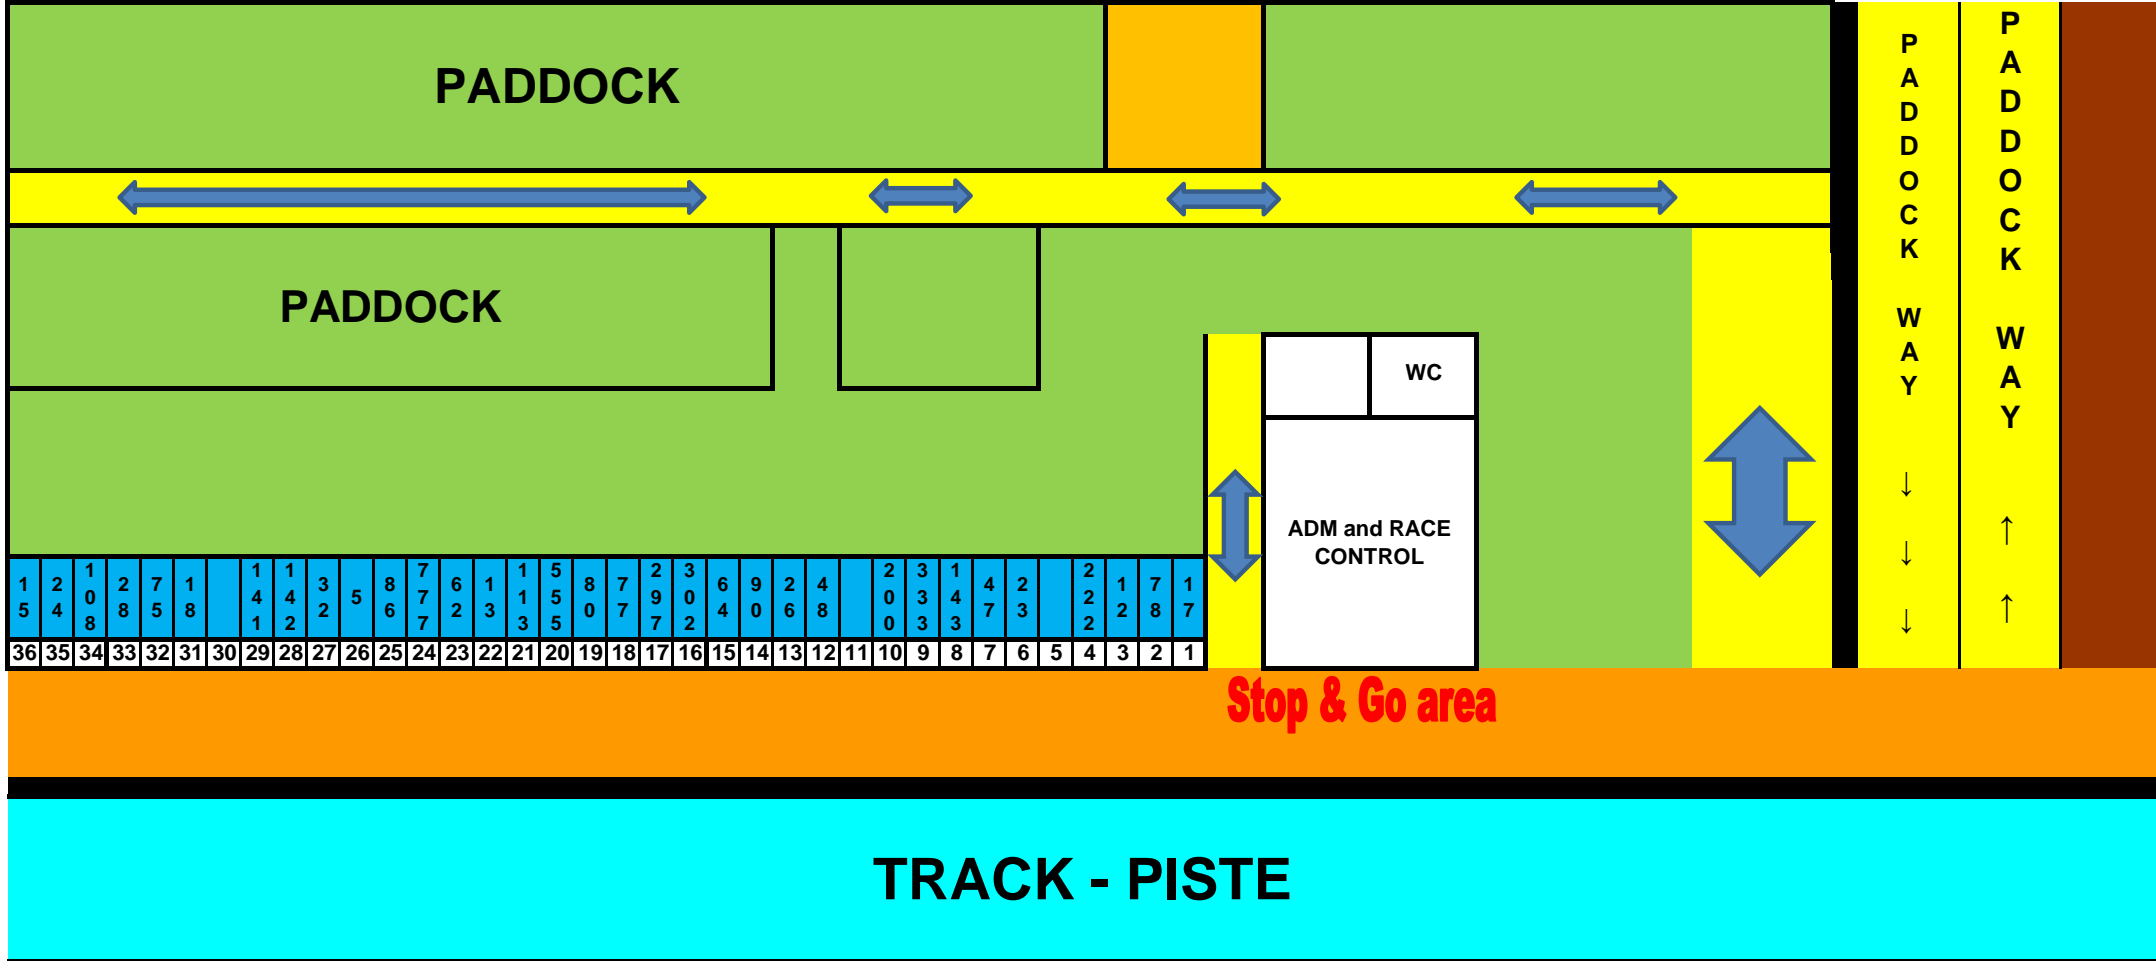 PADDOCK
PADDOCK WAY ↓ ↓ ↓
PADDOCK WAY ↑ ↑
PADDOCK
WC
ADM and RACE
CONTROL
15 24 108 28 75 18 141 142 32 5 86 777 62 13 113 555 80 77 297 302 64 90 26 48 200 333 143 47 23 222 12 78 17
36 35 34 33 32 31 30 29 28 27 26 25 24 23 22 21 20 19 18 17 16 15 14 13 12 11 10 9 8 7 6 5 4 3 2 1
Stop & Go area
TRACK - PISTE